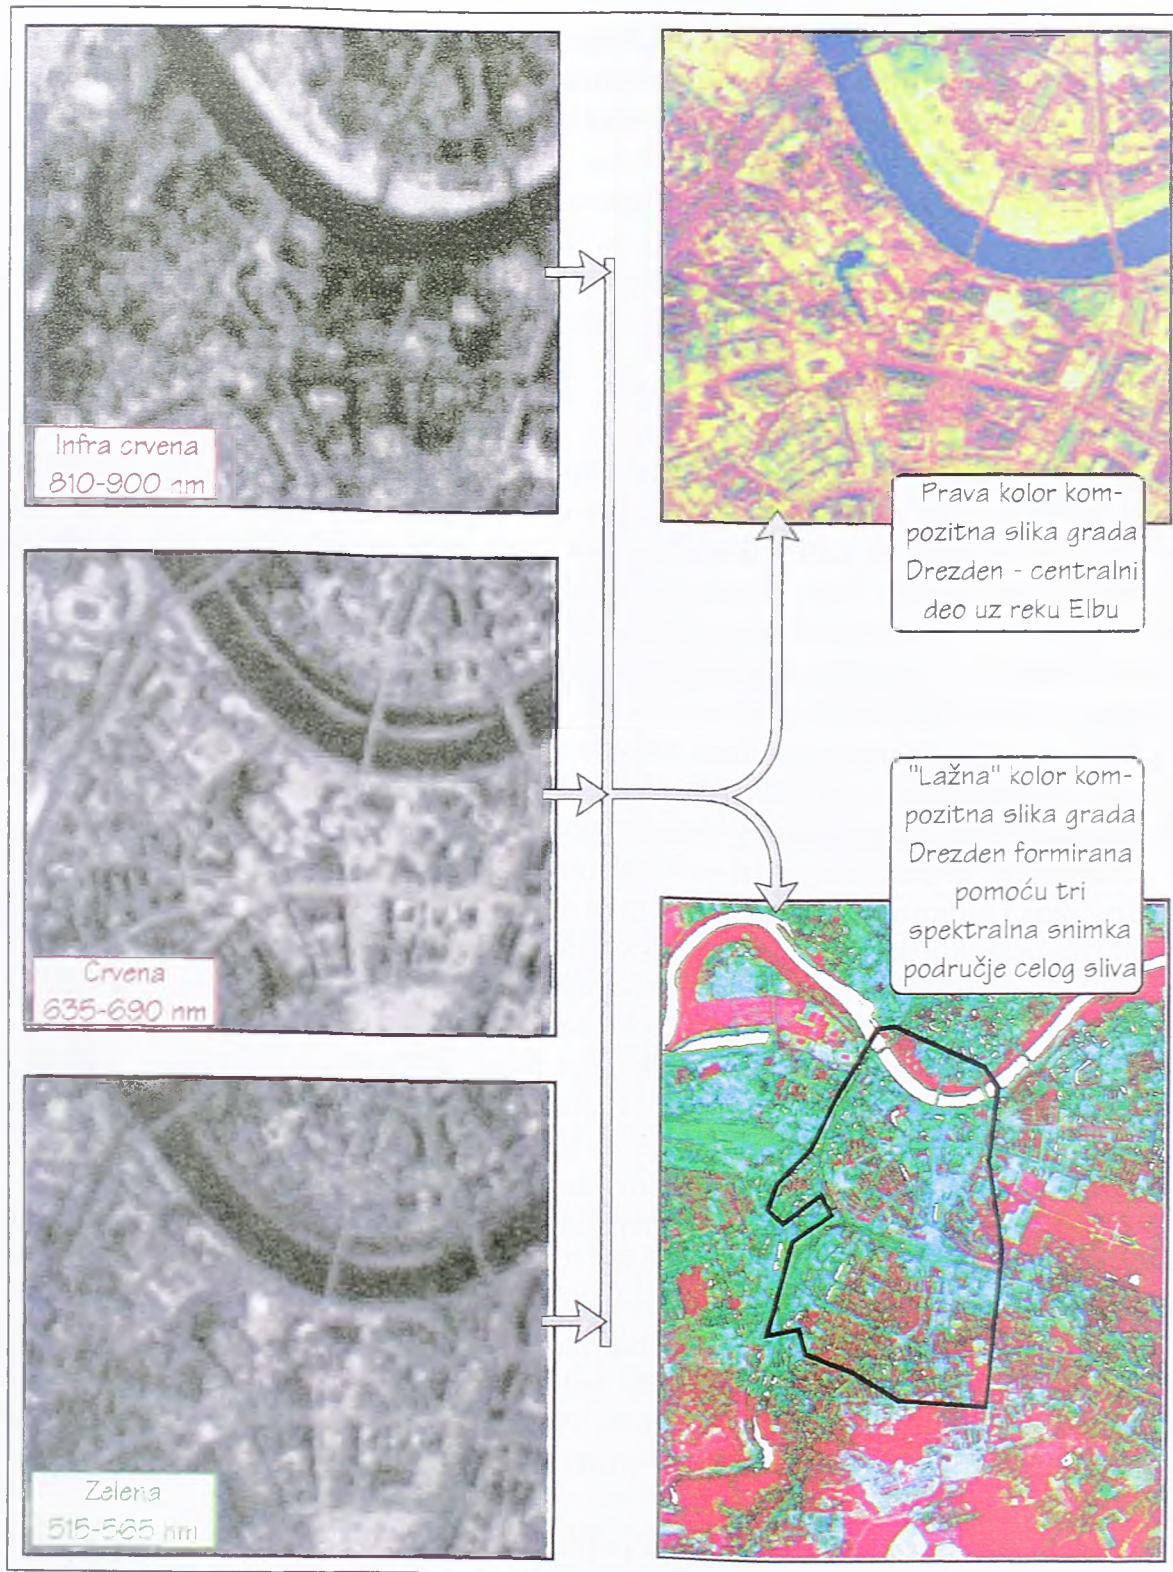 Infra crvena
810-900 nm
Crvena
635-690 nm
Zelena
515-565 nm
Prava kolor kom-
pozitna slika grada
Drezden - centralni
deo uz reku Elbu
"Lažna" kolor kom-
pozitna slika grada
Drezden formirana
pomoću tri
spektralna snimka
područje celog sliva